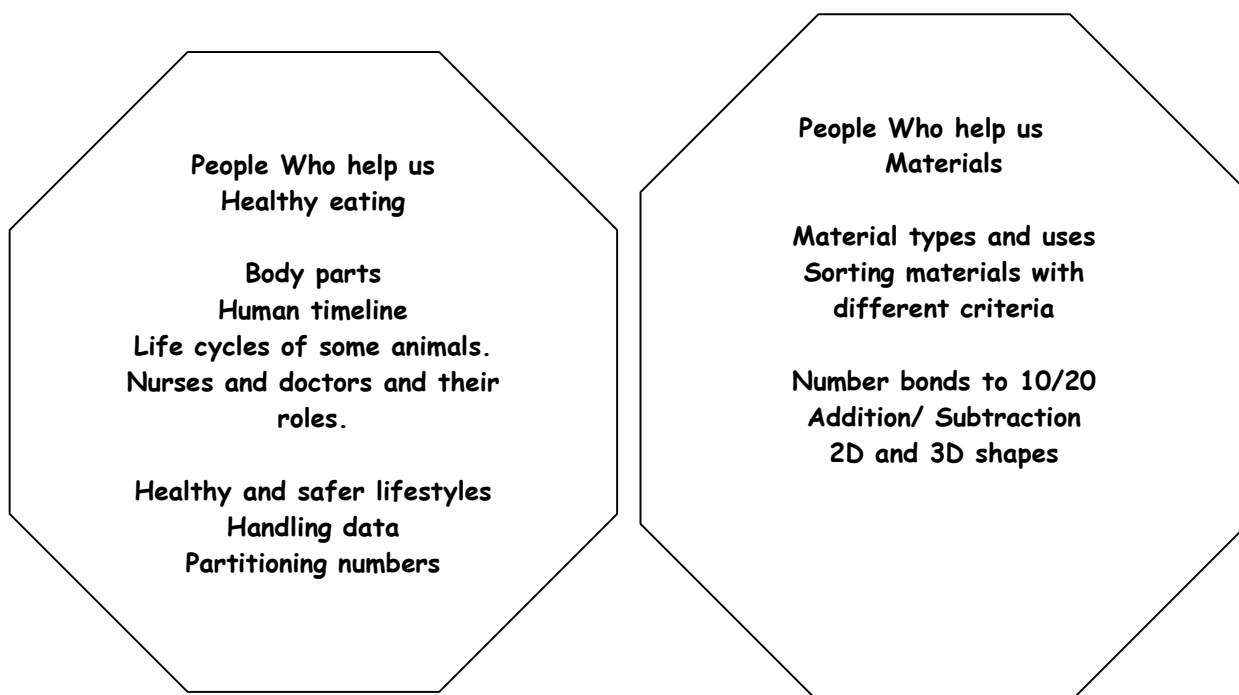 People Who help us
Healthy eating
Body parts
Human timeline
Life cycles of some animals.
Nurses and doctors and their
roles.
Healthy and safer lifestyles
Handling data
Partitioning numbers
People Who help us
Materials
Material types and uses
Sorting materials with
different criteria
Number bonds to 10/20
Addition/ Subtraction
2D and 3D shapes